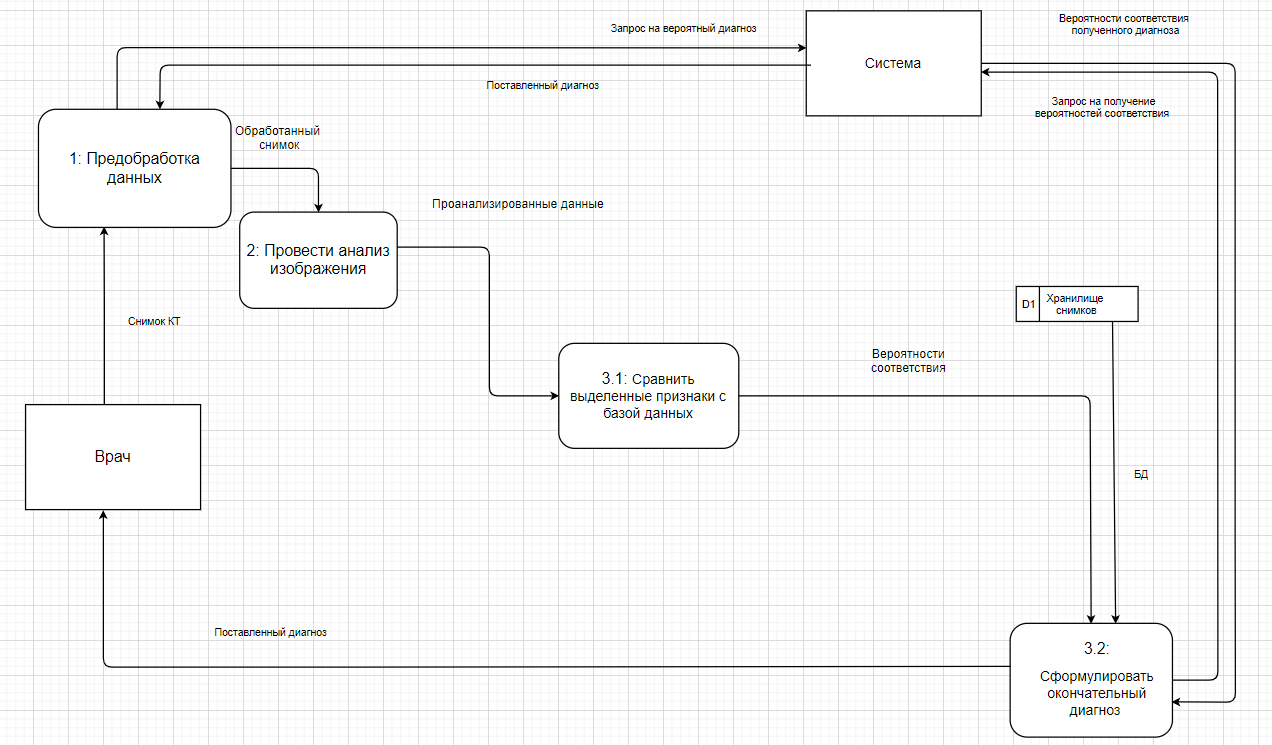 Запрос на вероятный диагноз
Вероятности соответствия
полученного диагноза
Система
Поставленный диагноз
Запрос на получение
вероятностей соответствия
Обработанный
снимок
1: Предобработка
данных
Проанализированные данные
2: Провести анализ
изображения
D1
Хранилище
снимков
Снимок КТ
Вероятности
соответствия
3.1: Сравнить
выделенные признаки с
базой данных
Врач
БД
Поставленный диагноз
3.2:
Сформулировать
окончательный
диагноз